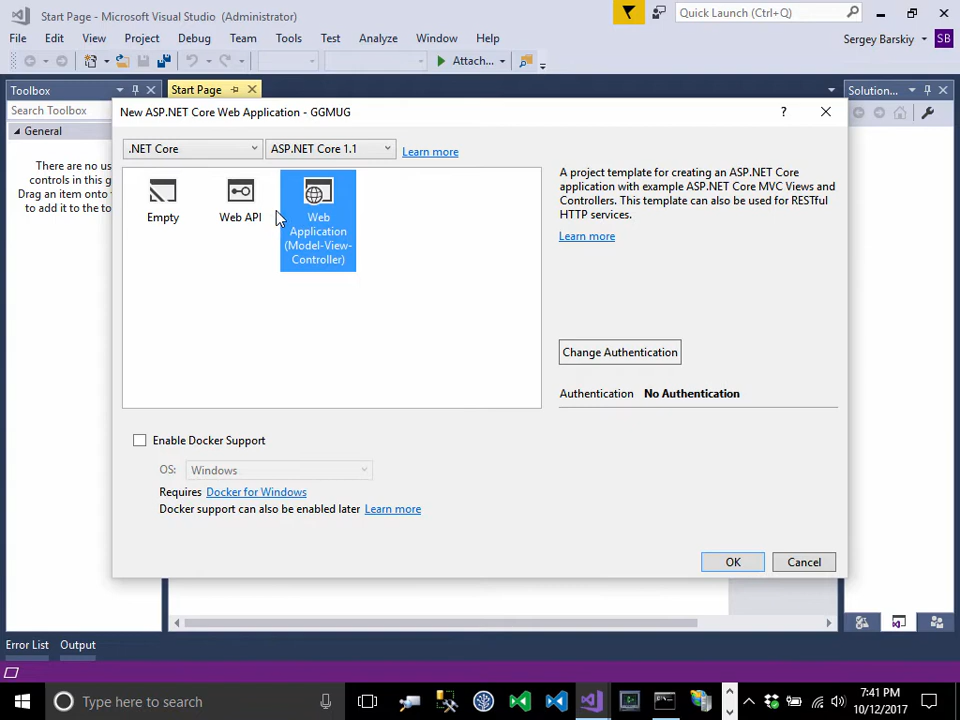 Start Page - Microsoft Visual Studio (Administrator)
Quick Launch (Ctrl+Q)
File Edit View Project Debug Team Tools Test Analyze Window Help
Sergey Barskiy SB
Attach...
Toolbox
Start Page
Solution...
Search Toolbox
General
There are no us
controls in this g
Drag an item onto
to add it to the to
New ASP.NET Core Web Application - GGMUG
?
.NET Core
ASP.NET Core 1.1
Learn more
Empty
Web API
Web
Application
(Model-View-
Controller)
A project template for creating an ASP.NET Core
application with example ASP.NET Core MVC Views and
Controllers. This template can also be used for RESTful
HTTP services.
Learn more
Change Authentication
Authentication No Authentication
Enable Docker Support
OS: Windows
Requires Docker for Windows
Docker support can also be enabled later Learn more
OK Cancel
Error List Output
Type here to search
7:41 PM
10/12/2017